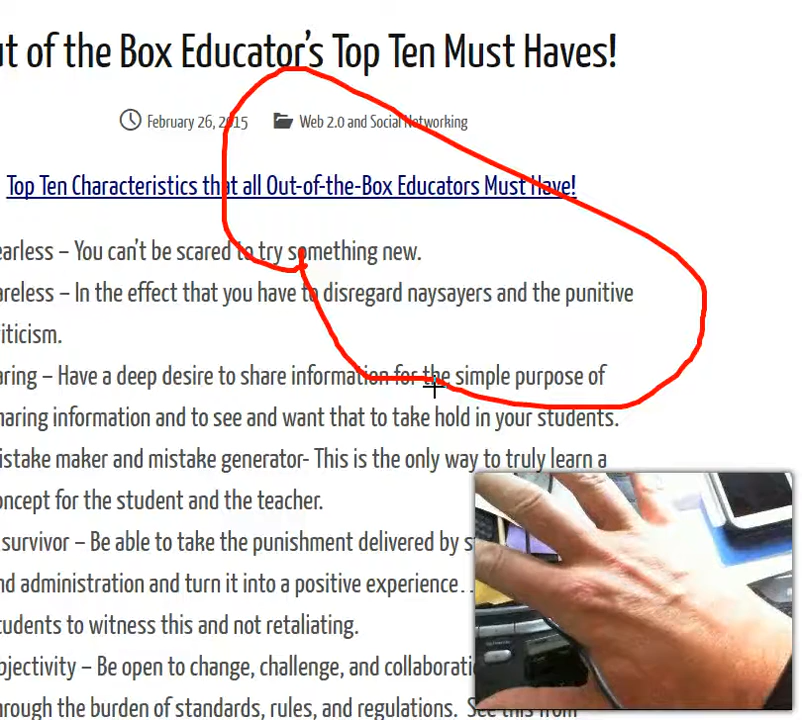 ut of the Box Educator's Top Ten Must Haves!
February 26, 2015 Web 2.0 and Social Networking
Top Ten Characteristics that all Out-of-the-Box Educators Must Have!
earless – You can't be scared to try something new.
areless – In the effect that you have to disregard naysayers and the punitive
riticism.
aring – Have a deep desire to share information for the simple purpose of
haring information and to see and want that to take hold in your students.
istake maker and mistake generator- This is the only way to truly learn a
oncept for the student and the teacher.
survivor – Be able to take the punishment delivered by s
nd administration and turn it into a positive experience..
tudents to witness this and not retaliating.
bjectivity – Be open to change, challenge, and collaborati
hrough the burden of standards, rules, and regulations. See this from